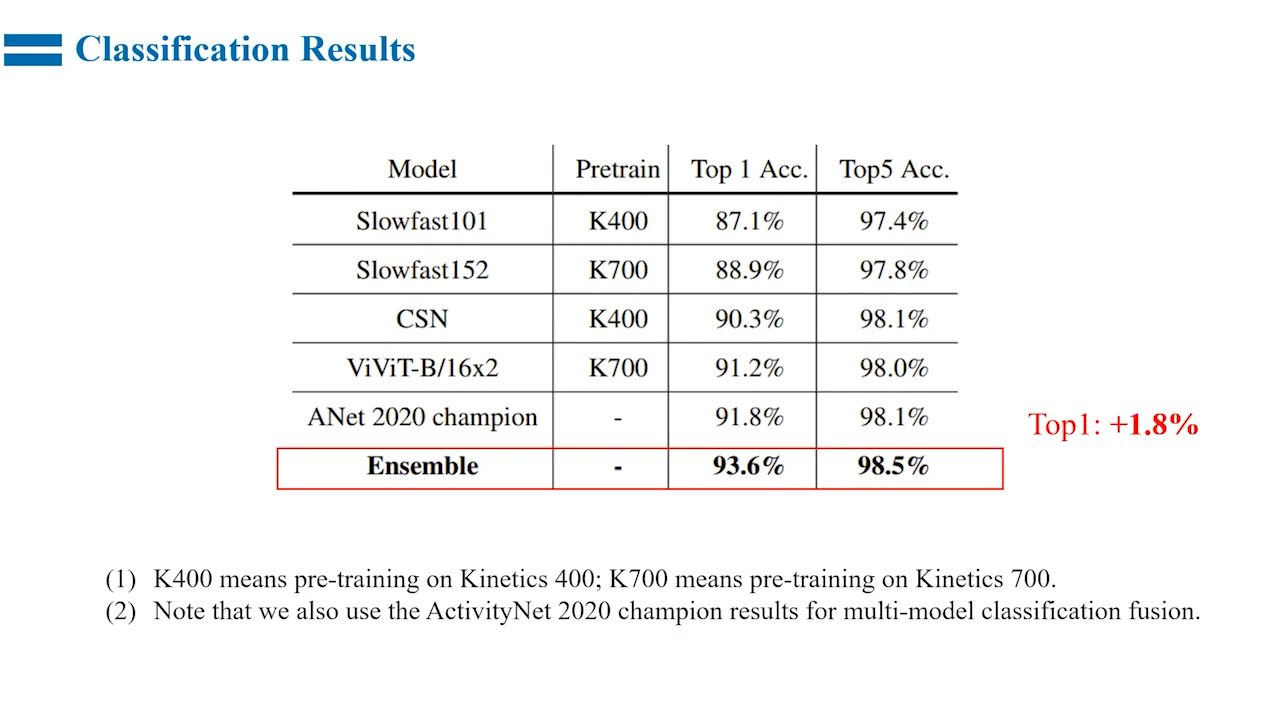 Classification Results
Model Pretrain Top 1 Acc. Top5 Acc.
Slowfast101 K400 87.1% 97.4%
Slowfast152 K700 88.9% 97.8%
CSN K400 90.3% 98.1%
ViViT-B/16x2 K700 91.2% 98.0%
ANet 2020 champion - 91.8% 98.1%
Top1: +1.8%
Ensemble - 93.6% 98.5%
(1) K400 means pre-training on Kinetics 400; K700 means pre-training on Kinetics 700.
(2) Note that we also use the ActivityNet 2020 champion results for multi-model classification fusion.